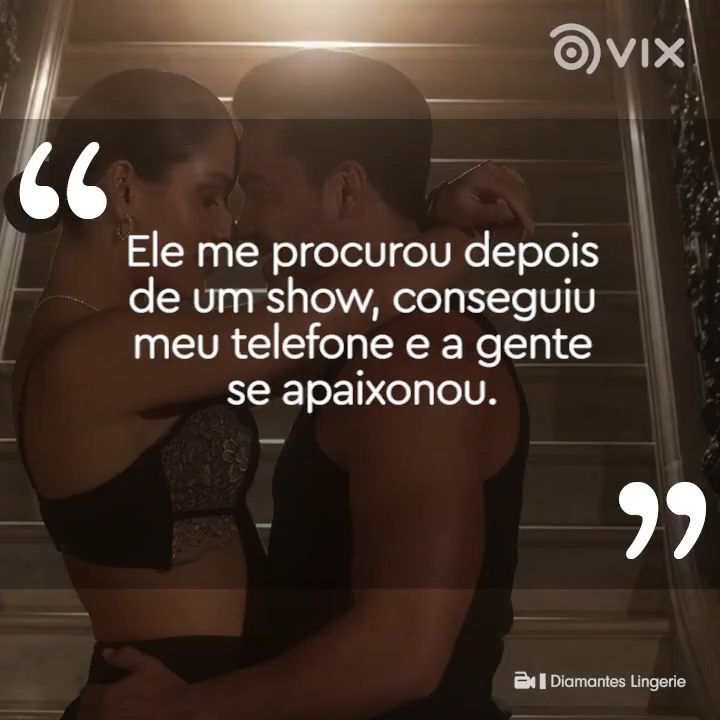 VIX
“
Ele me procurou depois
de um show, conseguiu
meu telefone e a gente
se apaixonou.
”
Diamantes Lingerie